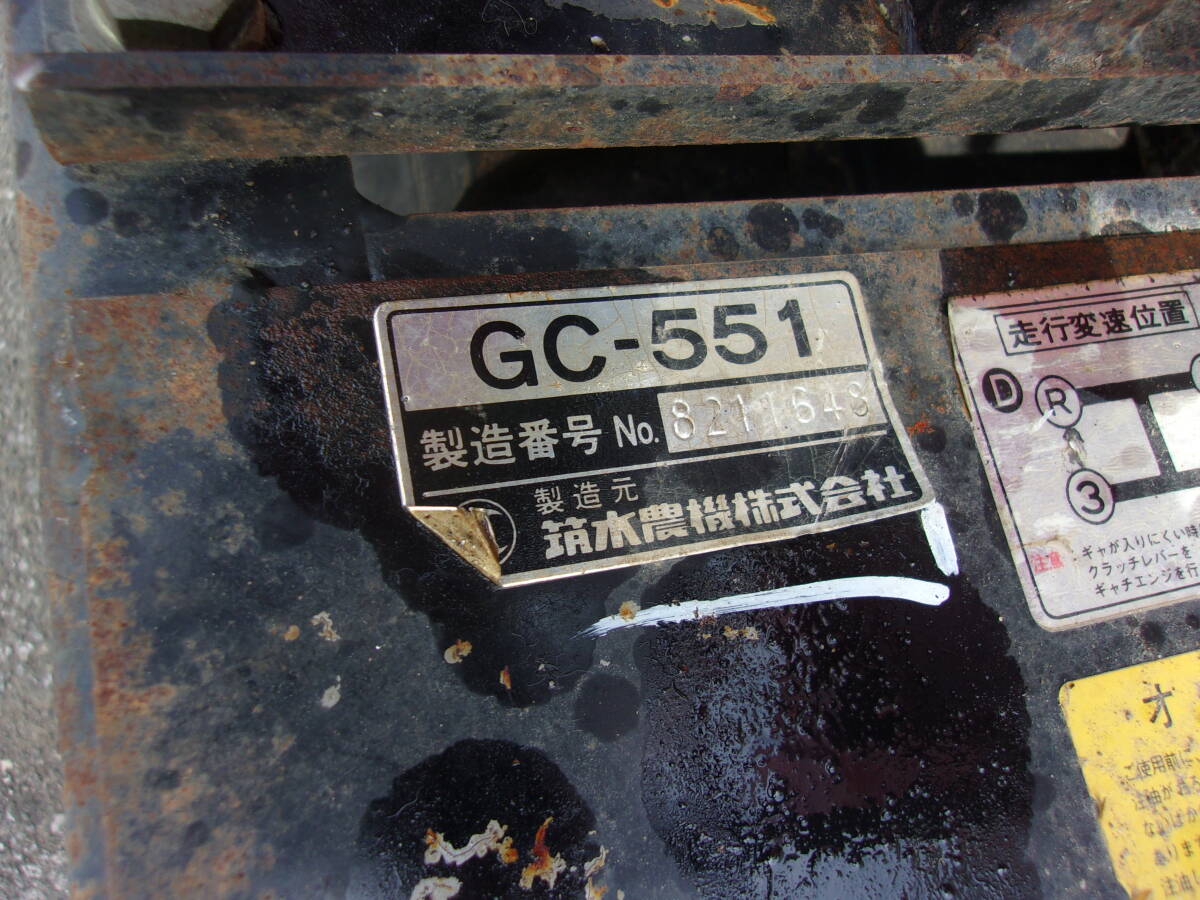 GC-551
製造番号 No. 8211648
製造元
筑水農機株式会社
走行変速位置
D R
3
注意 ・ギヤが入りにくい時
クラッチレバーを
ギャチエンジを行
オ
ご使用前に